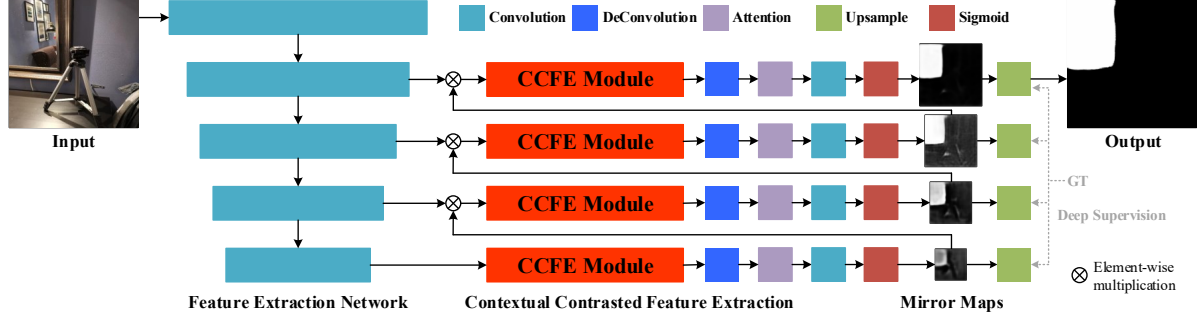 Convolution DeConvolution Attention Upsample Sigmoid
Input
CCFE Module
Output
CCFE Module
GT
CCFE Module
Deep Supervision
CCFE Module
Element-wise
multiplication
Feature Extraction Network Contextual Contrasted Feature Extraction Mirror Maps